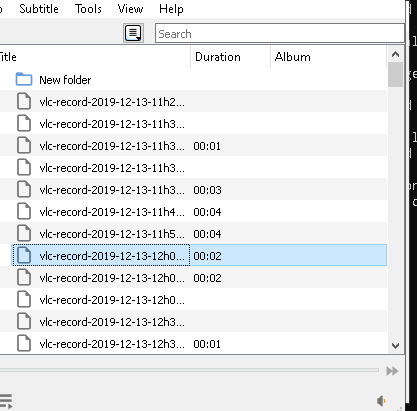 Subtitle Tools View Help
Search
Title Duration Album
New folder
vlc-record-2019-12-13-11h2...
vlc-record-2019-12-13-11h3...
vlc-record-2019-12-13-11h3... 00:01
vlc-record-2019-12-13-11h3...
vlc-record-2019-12-13-11h3... 00:03
vlc-record-2019-12-13-11h4... 00:04
vlc-record-2019-12-13-11h5... 00:04
vlc-record-2019-12-13-12h0... 00:02
vlc-record-2019-12-13-12h0... 00:02
vlc-record-2019-12-13-12h0...
vlc-record-2019-12-13-12h3...
vlc-record-2019-12-13-12h3... 00:01